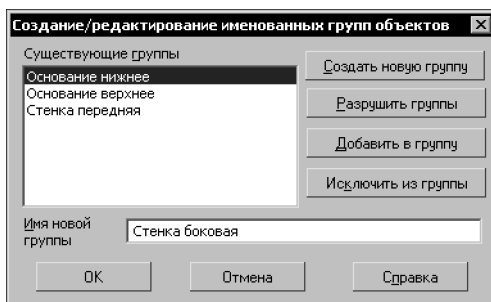 Создание/редактирование именованных групп объектов
Существующие группы
Основание нижнее
Основание верхнее
Стенка передняя
Создать новую группу
Разрушить группы
Добавить в группу
Исключить из группы
Имя новой
группы
Стенка боковая
OK
Отмена
Справка